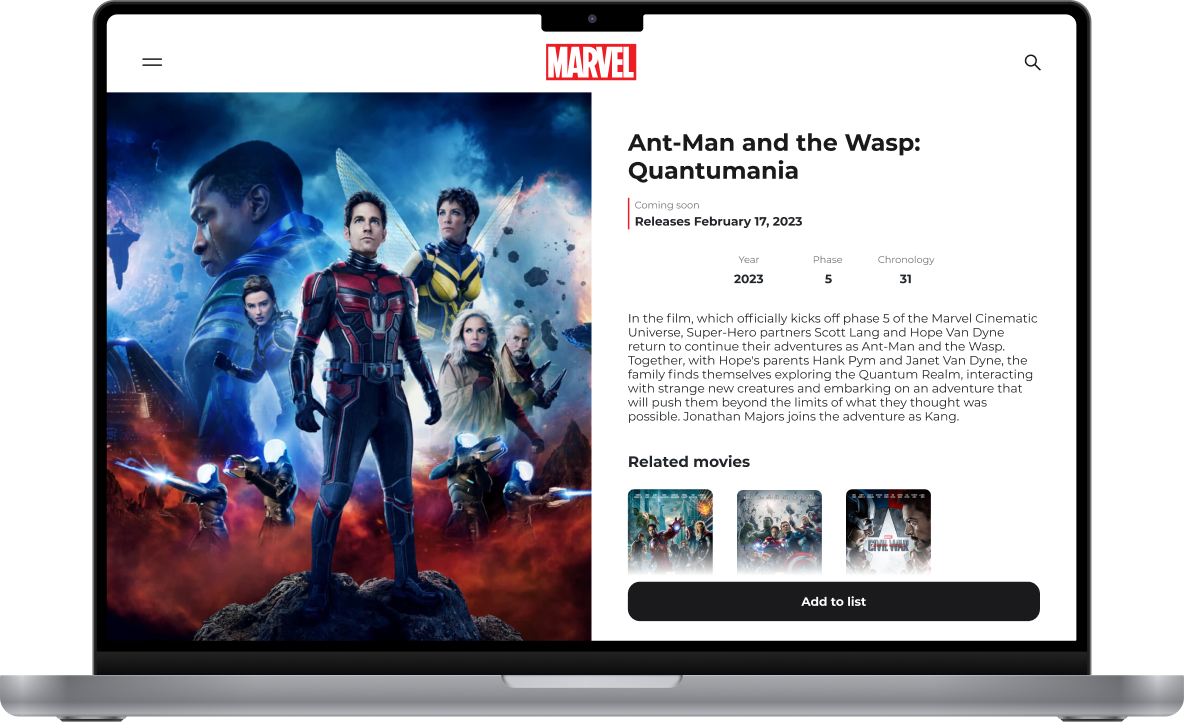 MARVEL
Ant-Man and the Wasp:
Quantumania
Coming soon
Releases February 17, 2023
Year Phase Chronology
2023 5 31
In the film, which officially kicks off phase 5 of the Marvel Cinematic
Universe, Super-Hero partners Scott Lang and Hope Van Dyne
return to continue their adventures as Ant-Man and the Wasp.
Together, with Hope's parents Hank Pym and Janet Van Dyne, the
family finds themselves exploring the Quantum Realm, interacting
with strange new creatures and embarking on an adventure that
will push them beyond the limits of what they thought was
possible. Jonathan Majors joins the adventure as Kang.
Related movies
CIVIL WAR
Add to list